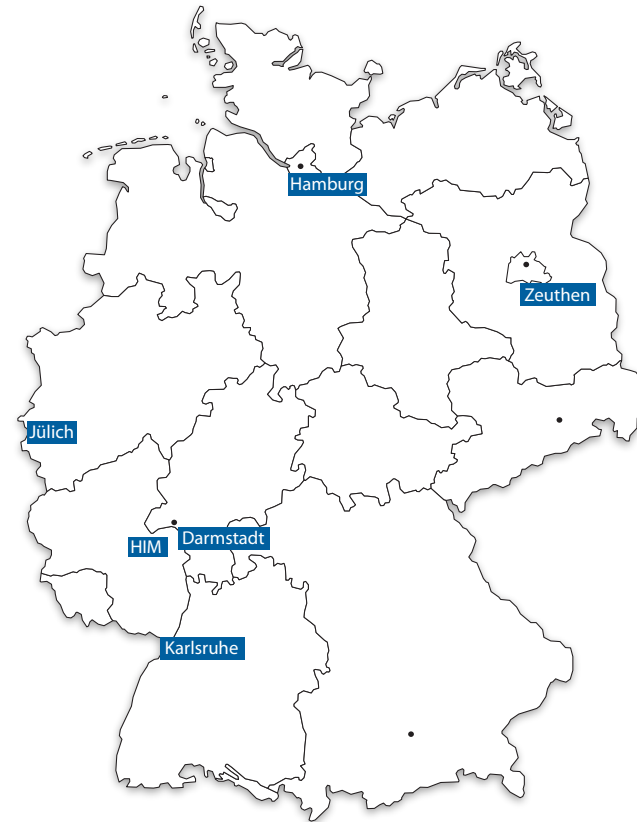 Hamburg
Zeuthen
Jülich
HIM
Darmstadt
Karlsruhe